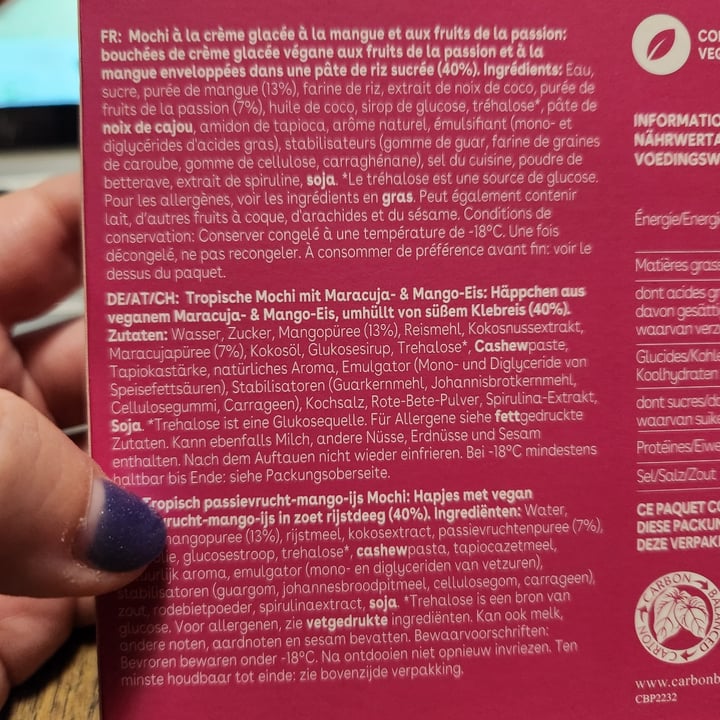 FR: Mochi à la crème glacée à la mangue et aux fruits de la passion:
bouchées de crème glacée végane aux fruits de la passion et à la
mangue enveloppées dans une pâte de riz sucrée (40%). Ingrédients: Eau,
sucre, purée de mangue (13%), farine de riz, extrait de noix de coco, purée de
fruits de la passion (7%), huile de coco, sirop de glucose, tréhalose*, pâte de
noix de cajou, amidon de tapioca, arôme naturel, émulsifiant (mono- et
diglycérides d'acides gras), stabilisateurs (gomme de guar, farine de graines
de caroube, gomme de cellulose, carraghénane), sel du cuisine, poudre de
betterave, extrait de spiruline, soja. *Le tréhalose est une source de glucose.
Pour les allergènes, voir les ingrédients en gras. Peut également contenir
lait, d'autres fruits à coque, d'arachides et du sésame. Conditions de
conservation: Conserver congelé à une température de -18°C. Une fois
décongelé, ne pas recongeler. À consommer de préférence avant fin: voir le
dessus du paquet.
DE/AT/CH: Tropische Mochi mit Maracuja- & Mango-Eis: Häppchen aus
veganem Maracuja- & Mango-Eis, umhüllt von süßem Klebreis (40%).
Zutaten: Wasser, Zucker, Mangopüree (13%), Reismehl, Kokosnussextrakt,
Maracujapüree (7%), Kokosöl, Glukosesirup, Trehalose*, Cashewpaste,
Tapiokastärke, natürliches Aroma, Emulgator (Mono- und Diglyceride von
Speisefettsäuren), Stabilisatoren (Guarkernmehl, Johannisbrotkernmehl,
Cellulosegummi, Carrageen), Kochsalz, Rote-Bete-Pulver, Spirulina-Extrakt,
Soja. *Trehalose ist eine Glukosequelle. Für Allergene siehe fettgedruckte
Zutaten. Kann ebenfalls Milch, andere Nüsse, Erdnüsse und Sesam
enthalten. Nach dem Auftauen nicht wieder einfrieren. Bei -18°C mindestens
haltbar bis Ende: siehe Packungsoberseite.
Tropisch passievrucht-mango-ijs Mochi: Hapjes met vegan
vrucht-mango-ijs in zoet rijstdeeg (40%). Ingrediënten: Water,
mangopuree (13%), rijstmeel, kokosextract, passievruchtenpuree (7%),
glucosestroop, trehalose*, cashewpasta, tapiocazetmeel,
aroma, emulgator (mono- en diglyceriden van vetzuren),
stabilisatoren (guargom, johannesbroodpitmeel, cellulosegom, carrageen),
zout, rodebietpoeder, spirulinaextract, soja. *Trehalose is een bron van
glucose. Voor allergenen, zie vetgedrukte ingrediënten. Kan ook melk,
andere noten, aardnoten en sesam bevatten. Bewaarvoorschriften:
Bevroren bewaren onder -18°C. Na ontdooien niet opnieuw invriezen. Ten
minste houdbaar tot einde: zie bovenzijde verpakking.
CO
VEG
INFORMATIO
NÄHRWERTA
VOEDINGSW
Énergie/Energi
Matières grass
dont acides gr
davon gesätti
waarvan verz
Glucides/Kohle
Koolhydraten
dont sucres/da
waarvan suik
Protéines/Eiwe
Sel/Salz/Zout
CE PAQUET CO
DIESE PACKUN
DEZE VERPAK
CARBON B
CARBON
www.carbonb
CBP2232